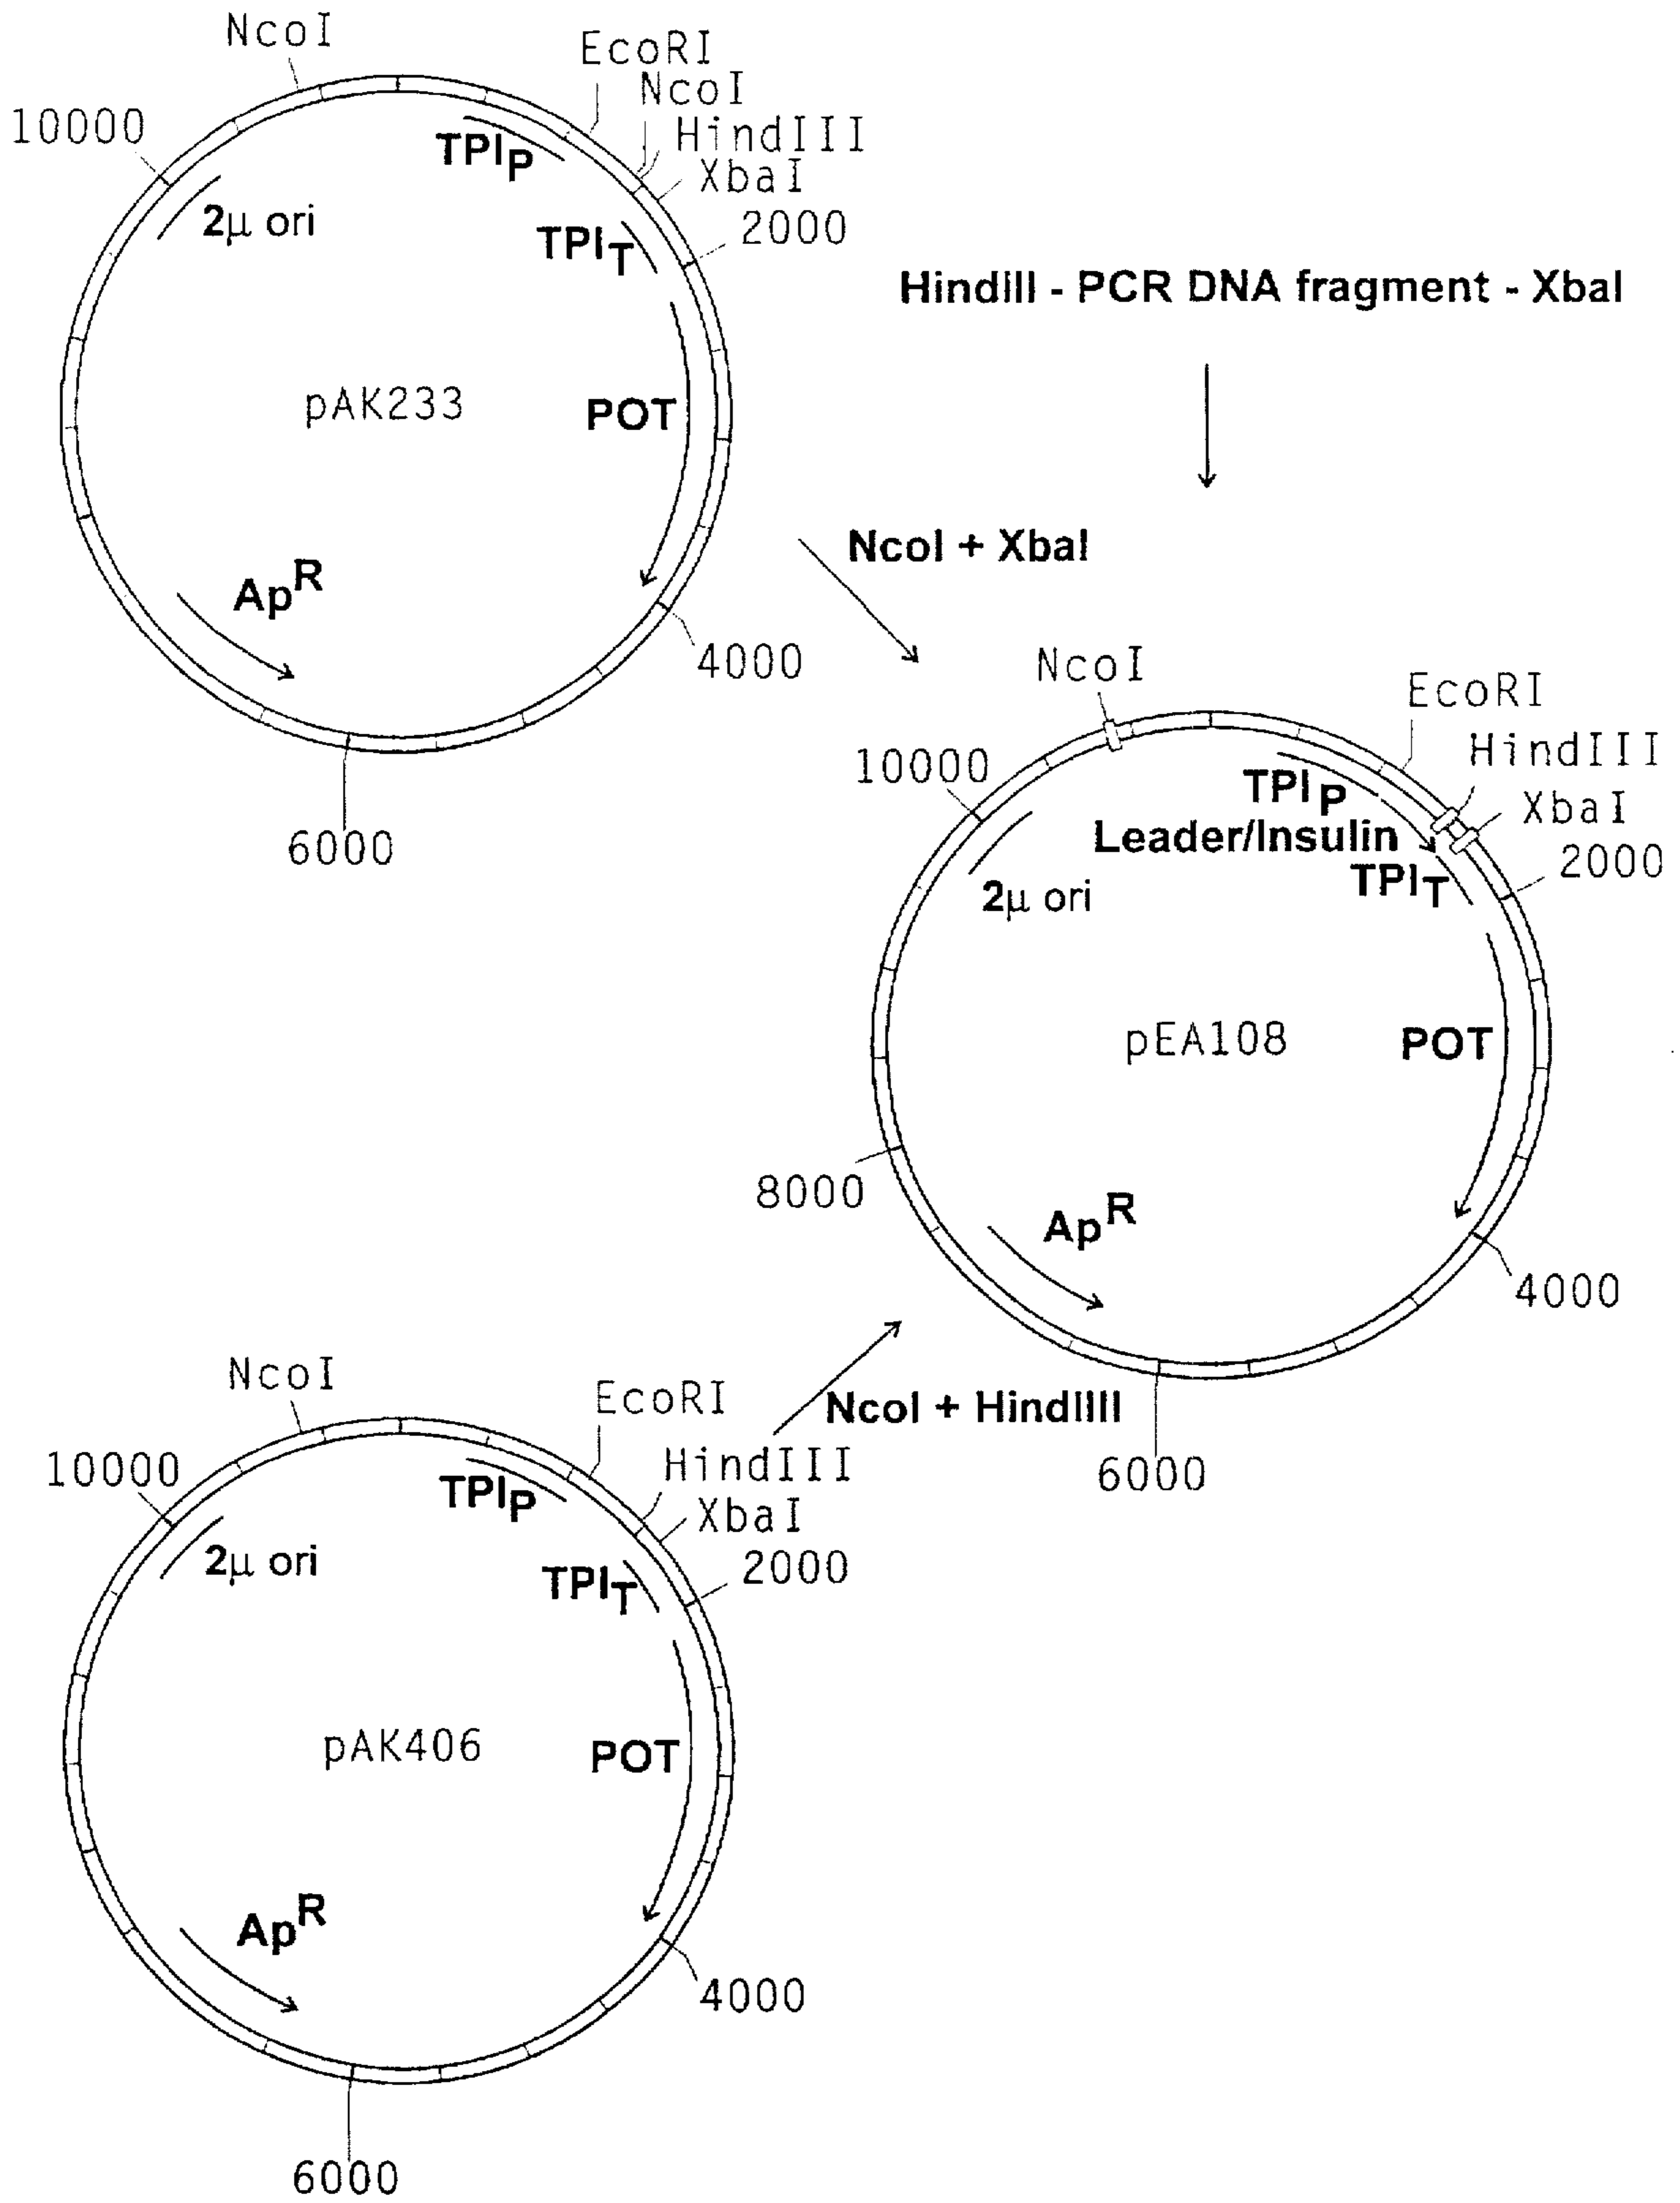 NcoI
EcoRI
NcoI
HindIII
XbaI
10000
2000
TPIP
2μ ori
TPIT
pAK233
POT
ApR
4000
6000
HindIII - PCR DNA fragment - XbaI
NcoI + XbaI
NcoI
EcoRI
HindIII
XbaI
10000
2000
TPIP
Leader/Insulin
TPIT
2μ ori
pEA108
POT
8000
ApR
4000
6000
NcoI + HindIIII
NcoI
EcoRI
HindIII
XbaI
10000
2000
TPIP
2μ ori
TPIT
pAK406
POT
ApR
4000
6000